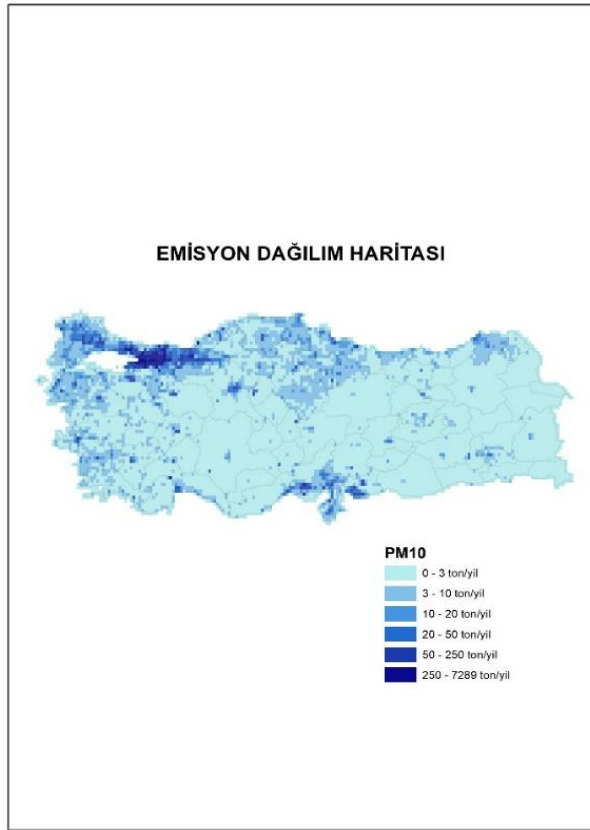 EMİSYON DAĞILIM HARİTASI
PM10
0 - 3 ton/yil
3 - 10 ton/yil
10 - 20 ton/yil
20 - 50 ton/yil
50 - 250 ton/yil
250 - 7289 ton/yil